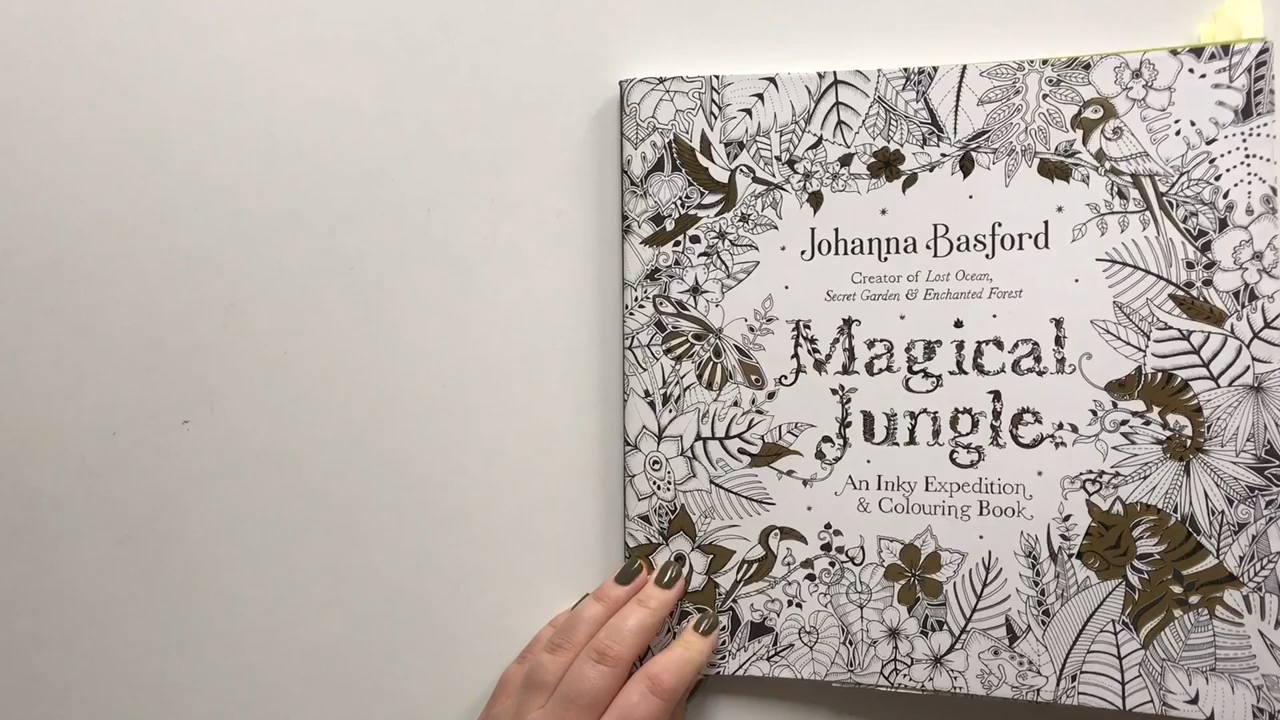 Johanna Basford
Creator of Lost Ocean,
Secret Garden & Enchanted Forest
Magical
Jungle
An Inky Expedition
& Colouring Book